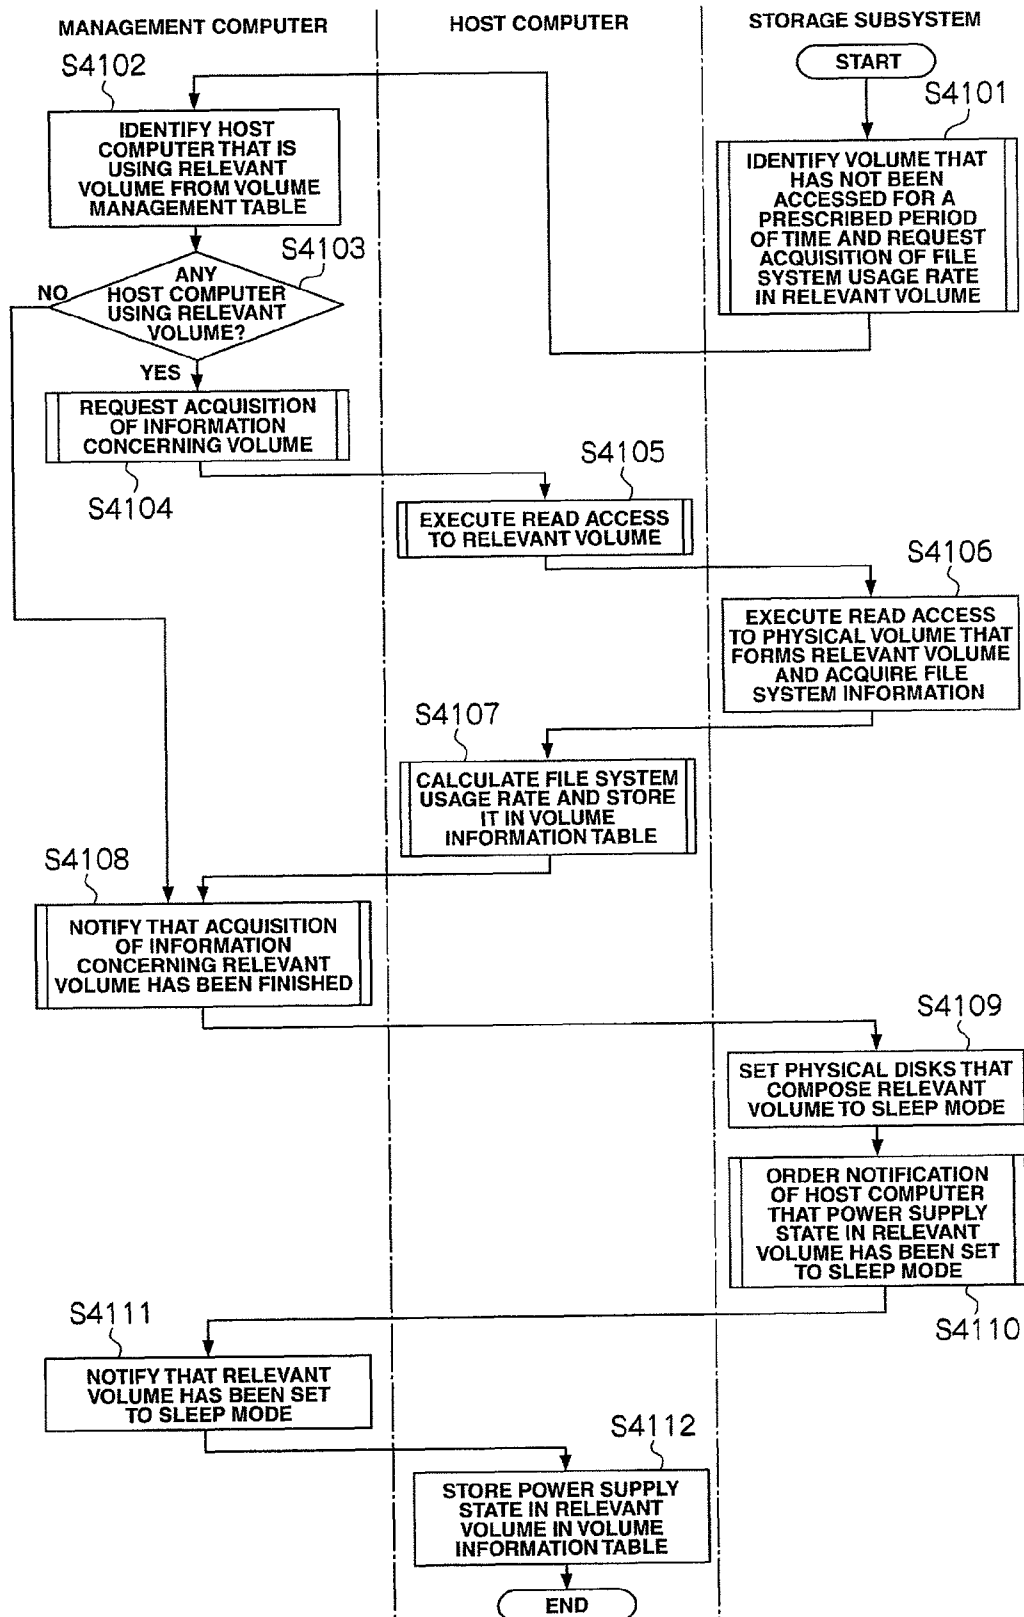 MANAGEMENT COMPUTER
HOST COMPUTER
STORAGE SUBSYSTEM
START
S4101
IDENTIFY VOLUME THAT
HAS NOT BEEN
ACCESSED FOR A
PRESCRIBED PERIOD
OF TIME AND REQUEST
ACQUISITION OF FILE
SYSTEM USAGE RATE
IN RELEVANT VOLUME
S4102
IDENTIFY HOST
COMPUTER THAT IS
USING RELEVANT
VOLUME FROM VOLUME
MANAGEMENT TABLE
S4103
ANY
HOST COMPUTER
USING RELEVANT
VOLUME?
NO
YES
REQUEST ACQUISITION
OF INFORMATION
CONCERNING VOLUME
S4104
S4105
EXECUTE READ ACCESS
TO RELEVANT VOLUME
S4106
EXECUTE READ ACCESS
TO PHYSICAL VOLUME THAT
FORMS RELEVANT VOLUME
AND ACQUIRE FILE
SYSTEM INFORMATION
S4107
CALCULATE FILE SYSTEM
USAGE RATE AND STORE
IT IN VOLUME
INFORMATION TABLE
S4108
NOTIFY THAT ACQUISITION
OF INFORMATION
CONCERNING RELEVANT
VOLUME HAS BEEN FINISHED
S4109
SET PHYSICAL DISKS THAT
COMPOSE RELEVANT
VOLUME TO SLEEP MODE
ORDER NOTIFICATION
OF HOST COMPUTER
THAT POWER SUPPLY
STATE IN RELEVANT
VOLUME HAS BEEN SET
TO SLEEP MODE
S4110
S4111
NOTIFY THAT RELEVANT
VOLUME HAS BEEN SET
TO SLEEP MODE
S4112
STORE POWER SUPPLY
STATE IN RELEVANT
VOLUME IN VOLUME
INFORMATION TABLE
END